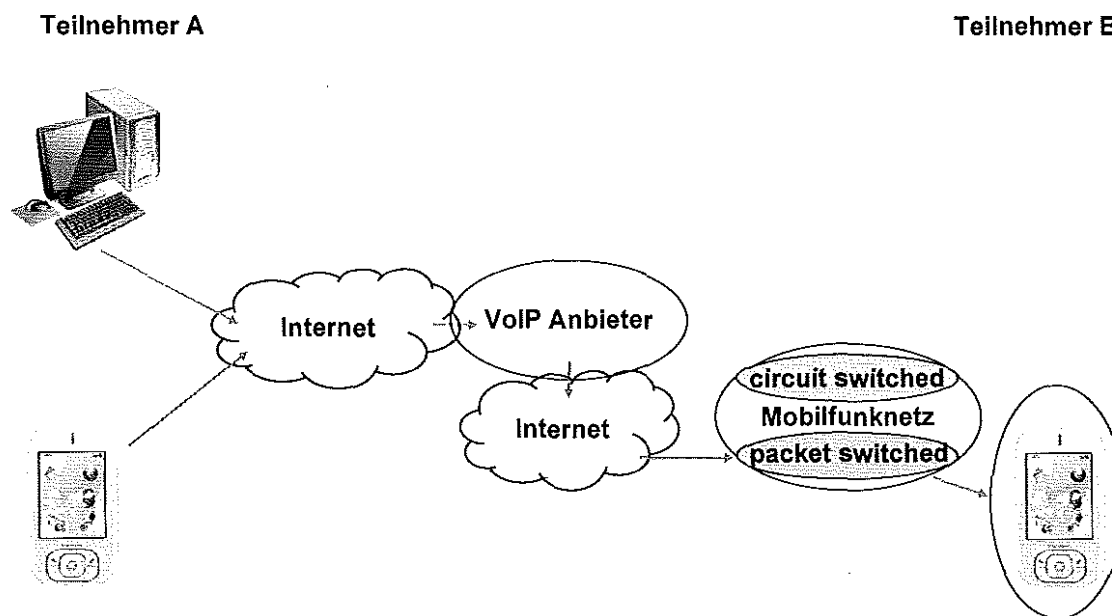 Teilnehmer A
Teilnehmer B
Internet
VoIP Anbieter
Internet
circuit switched
Mobilfunknetz
packet switched